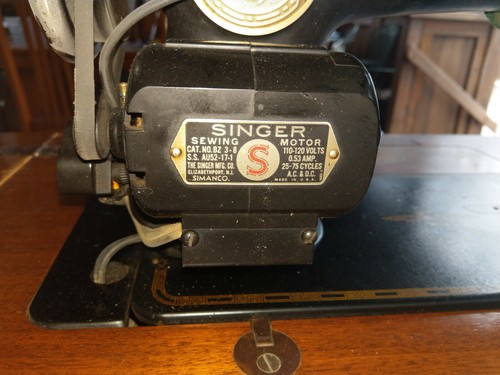 SINGER
SEWING MOTOR
CAT. NO. BZ 3-8 110-120 VOLTS
S.S. AU52-17-1 0.53 AMP.
THE SINGER MFG. CO. 25-75 CYCLES
ELIZABETHPORT, N.J. A.C. & D.C.
SIMANCO. MADE IN U.S.A.
S